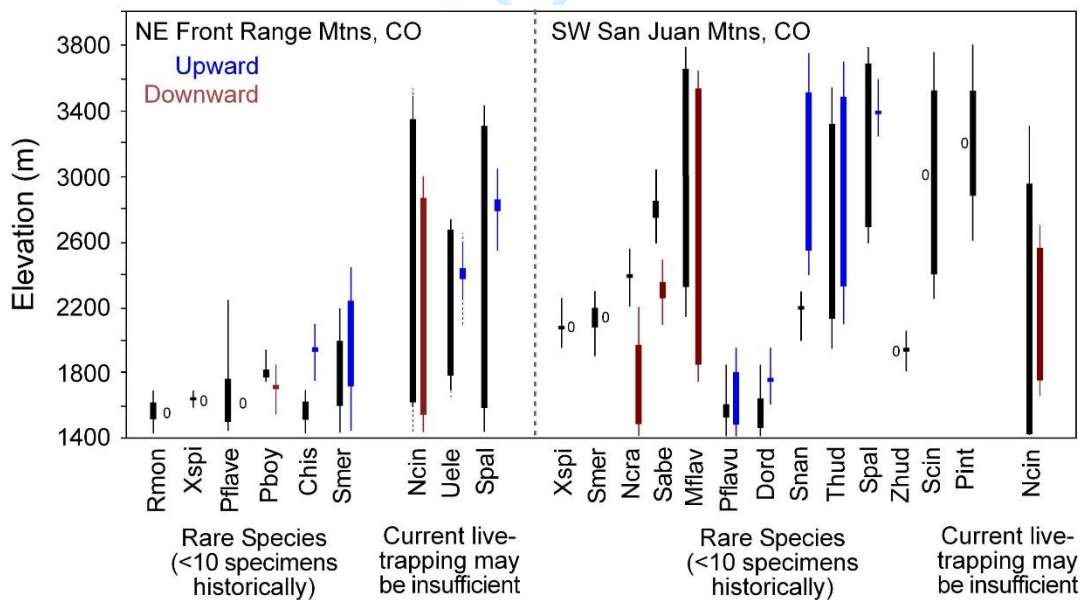 NE Front Range Mtns, CO
SW San Juan Mtns, CO
Upward
Downward
Elevation (m)
3800
3400
3000
2600
2200
1800
1400
0
0
0
0
0
0
0
0
Rmon
Xspi
Pflave
Pboy
Chis
Smer
Ncin
Uele
Spal
Xspi
Smer
Ncra
Sabe
Mflav
Pflavu
Dord
Snan
Thud
Spal
Zhud
Scin
Pint
Ncin
Rare Species
(<10 specimens
historically)
Current live-
trapping may
be insufficient
Rare Species
(<10 specimens
historically)
Current live-
trapping may
be insufficient